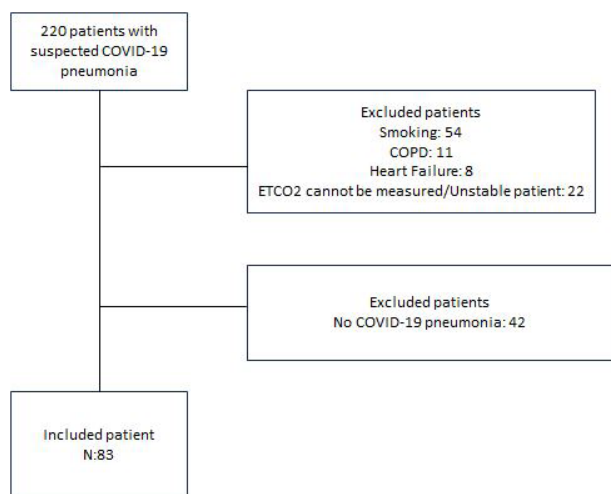 220 patients with
suspected COVID-19
pneumonia
Excluded patients
Smoking: 54
COPD: 11
Heart Failure: 8
ETCO2 cannot be measured/Unstable patient: 22
Excluded patients
No COVID-19 pneumonia: 42
Included patient
N:83